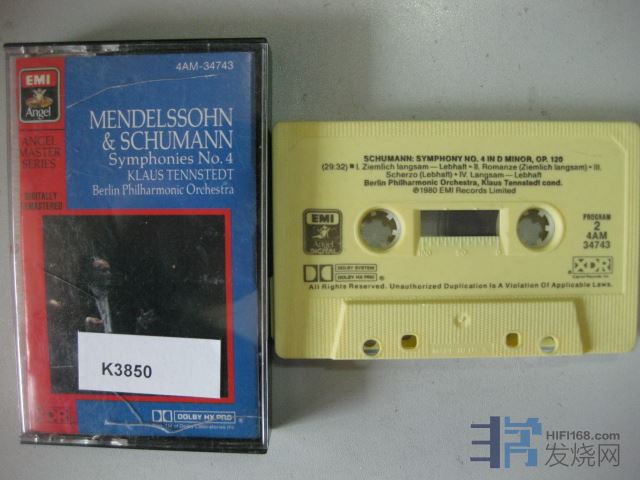 4AM-34743
EMI
Angel
MENDELSSOHN
& SCHUMANN
Symphonies No. 4
KLAUS TENNSTEDT
Berlin Philharmonic Orchestra
ANGEL
MASTER
SERIES
DIGITALLY
REMASTERED
K3850
XDR
DOLBY HX PRO
SCHUMANN: SYMPHONY NO. 4 IN D MINOR, OP. 120
(29:32) ■ I. Ziemlich langsam — Lebhaft • II. Romanze (Ziemlich langsam) • III.
Scherzo (Lebhaft) • IV. Langsam — Lebhaft
Berlin Philharmonic Orchestra, Klaus Tennstedt cond.
℗1980 EMI Records Limited
EMI
Angel
DIGITAL
PROGRAM
2
4AM
34743
DOLBY SYSTEM
DOLBY HX PRO
XDR
All Rights Reserved. Unauthorized Duplication Is A Violation Of Applicable Laws.
HIFI168.com
发烧网